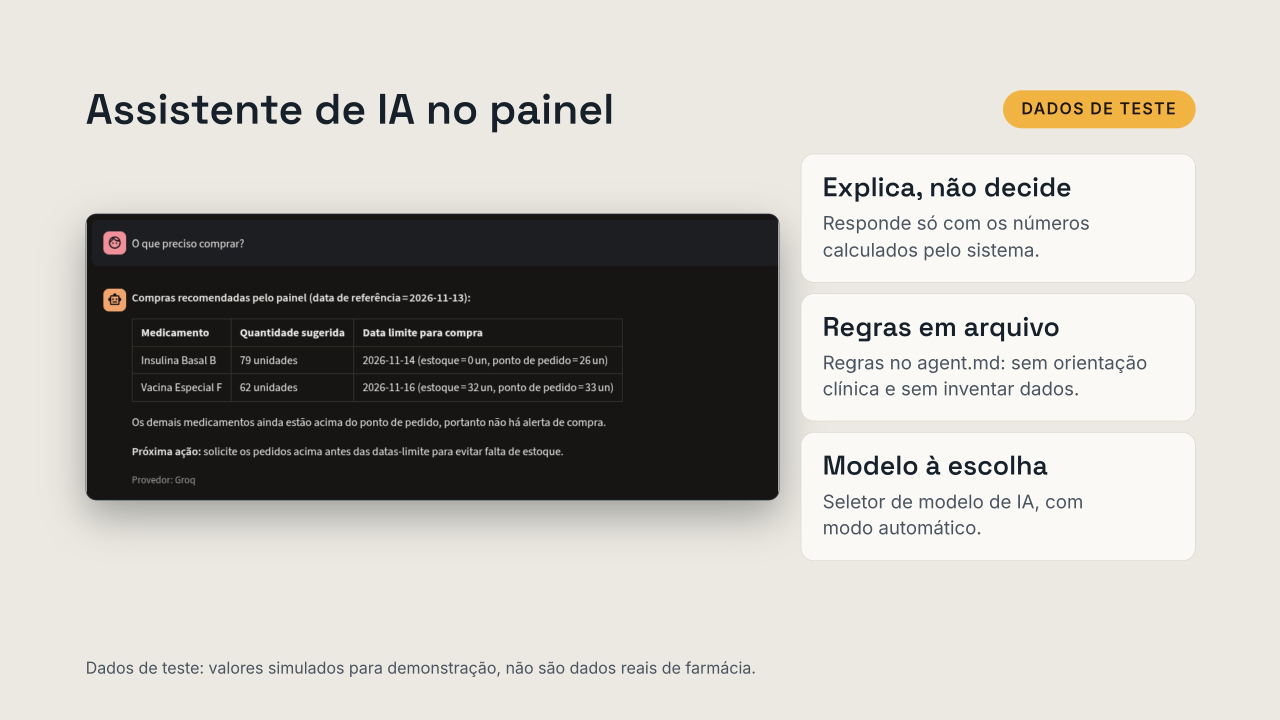 Assistente de IA no painel
DADOS DE TESTE
O que preciso comprar?
Compras recomendadas pelo painel (data de referência = 2026-11-13):
Medicamento Quantidade sugerida Data limite para compra
Insulina Basal B 79 unidades 2026-11-14 (estoque = 0 un, ponto de pedido = 26 un)
Vacina Especial F 62 unidades 2026-11-16 (estoque = 32 un, ponto de pedido = 33 un)
Os demais medicamentos ainda estão acima do ponto de pedido, portanto não há alerta de compra.
Próxima ação: solicite os pedidos acima antes das datas-limite para evitar falta de estoque.
Provedor: Groq
Explica, não decide
Responde só com os números
calculados pelo sistema.
Regras em arquivo
Regras no agent.md: sem orientação
clínica e sem inventar dados.
Modelo à escolha
Seletor de modelo de IA, com
modo automático.
Dados de teste: valores simulados para demonstração, não são dados reais de farmácia.